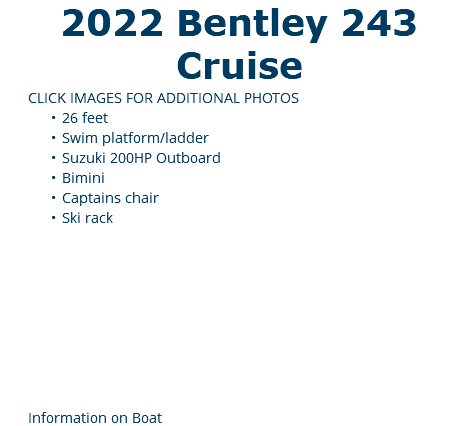 2022 Bentley 243
Cruise
CLICK IMAGES FOR ADDITIONAL PHOTOS
• 26 feet
• Swim platform/ladder
• Suzuki 200HP Outboard
• Bimini
• Captains chair
• Ski rack
Information on Boat